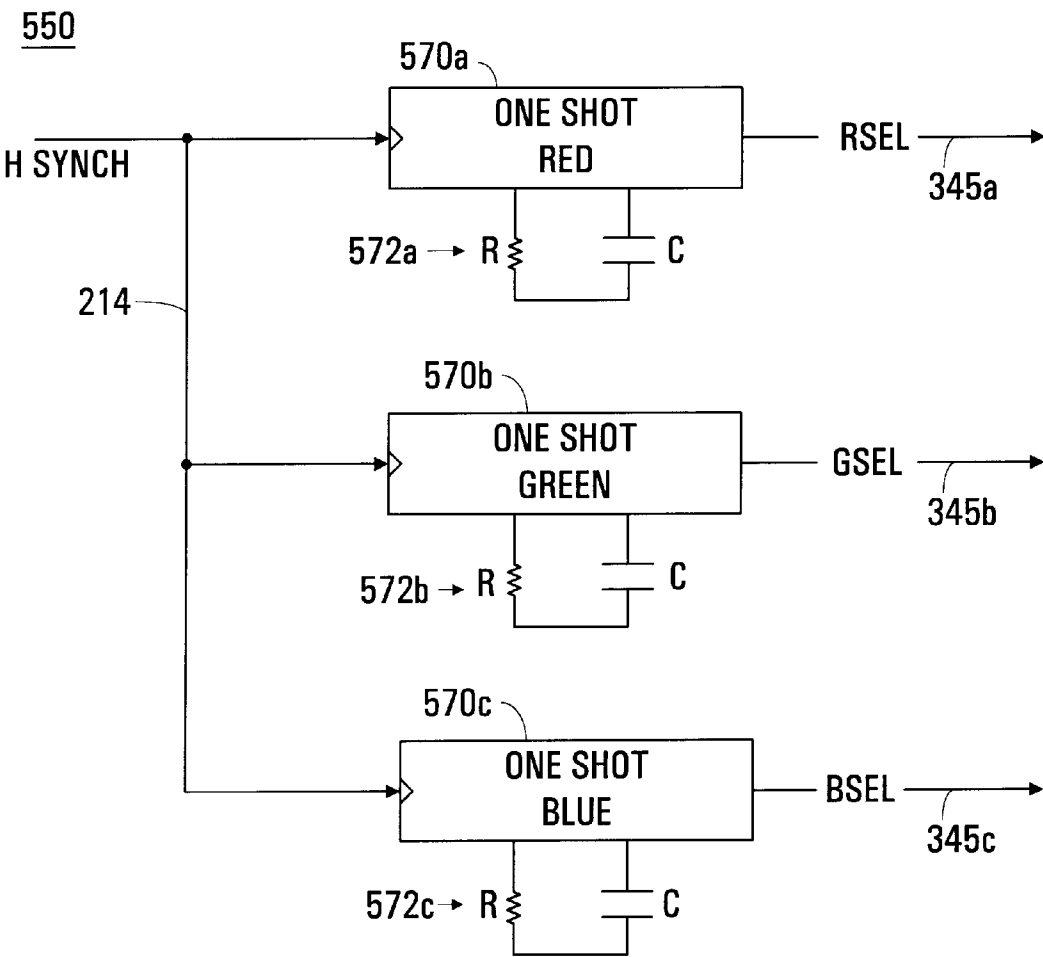 550
570a
ONE SHOT
RED
H SYNCH
RSEL
345a
572a
R
C
214
570b
ONE SHOT
GREEN
GSEL
345b
572b
R
C
570c
ONE SHOT
BLUE
BSEL
345c
572c
R
C